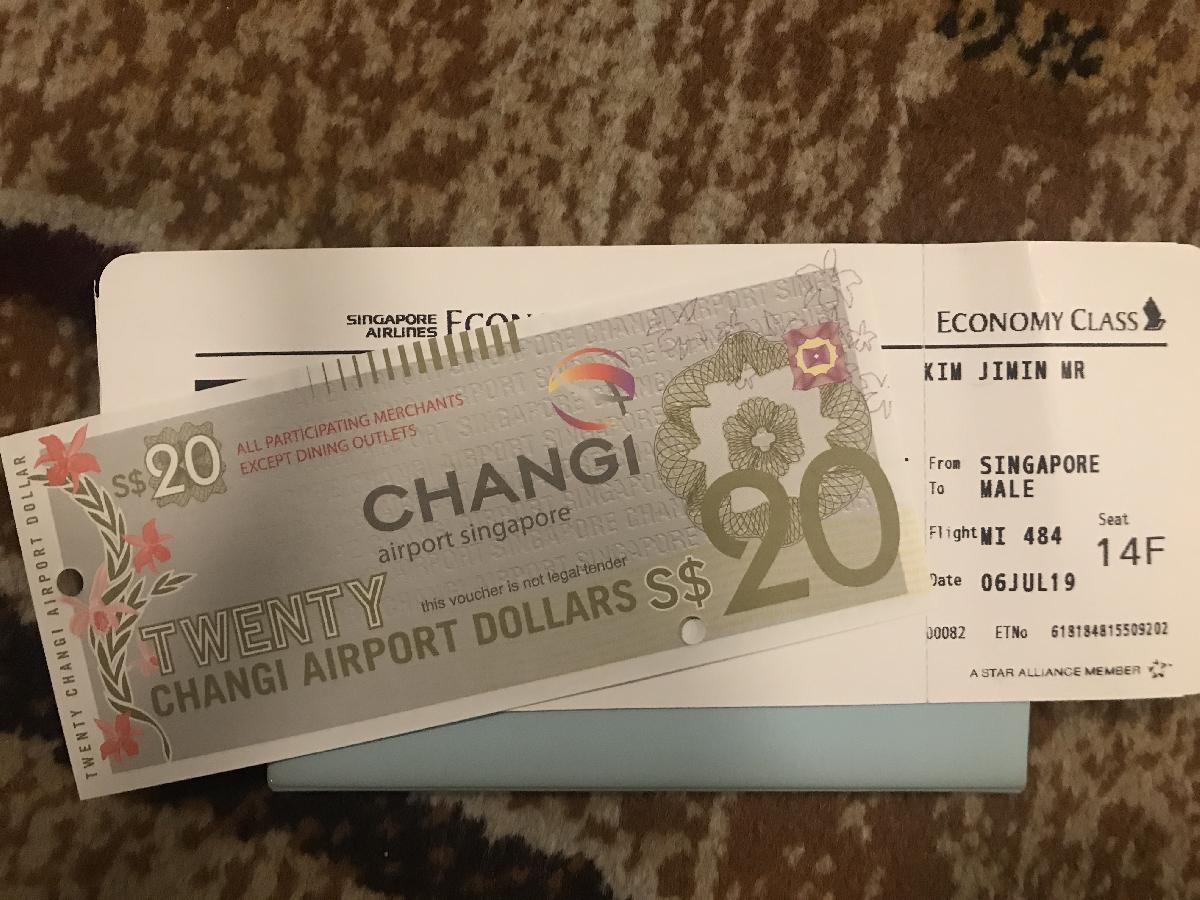 SINGAPORE
AIRLINES
ECONOMY CLASS
KIM JIMIN MR
From SINGAPORE
To MALE
Flight MI 484
Seat
14F
Date 06JUL19
00082 ETNo 618184815509202
A STAR ALLIANCE MEMBER
TWENTY CHANGI AIRPORT DOLLAR
S$20
ALL PARTICIPATING MERCHANTS
EXCEPT DINING OUTLETS
CHANGI
airport singapore
this voucher is not legal tender
TWENTY
CHANGI AIRPORT DOLLARS S$20